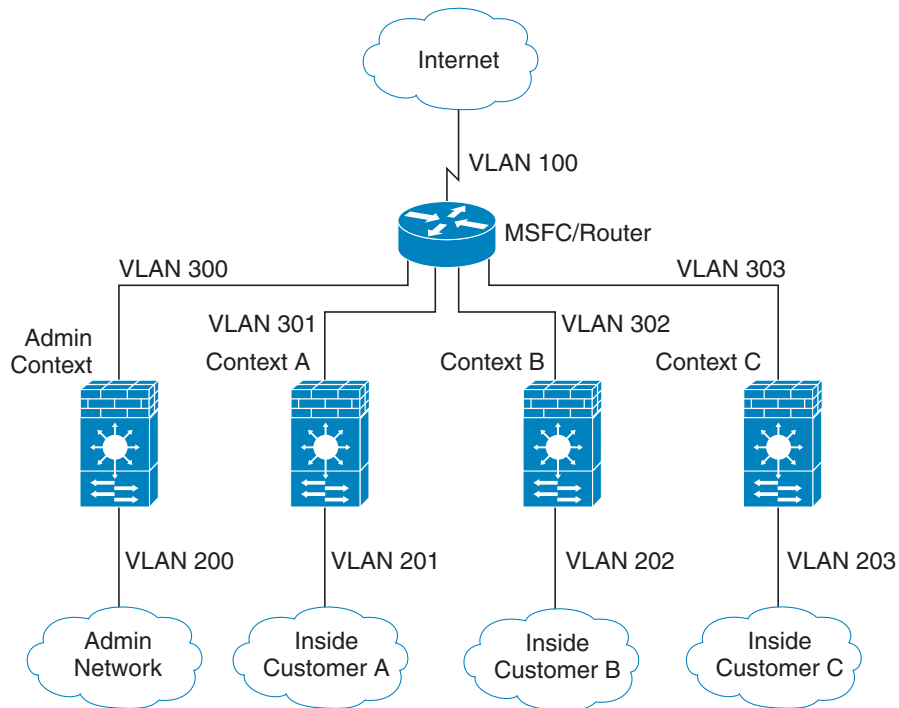 Internet
VLAN 100
MSFC/Router
VLAN 300
VLAN 303
VLAN 301
VLAN 302
Admin
Context
Context A
Context B
Context C
VLAN 200
VLAN 201
VLAN 202
VLAN 203
Admin
Network
Inside
Customer A
Inside
Customer B
Inside
Customer C